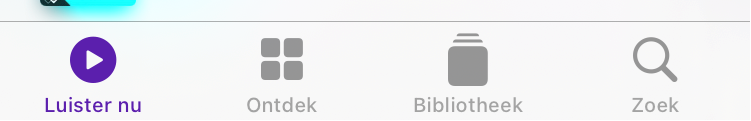 Luister nu
Ontdek
Bibliotheek
Zoek